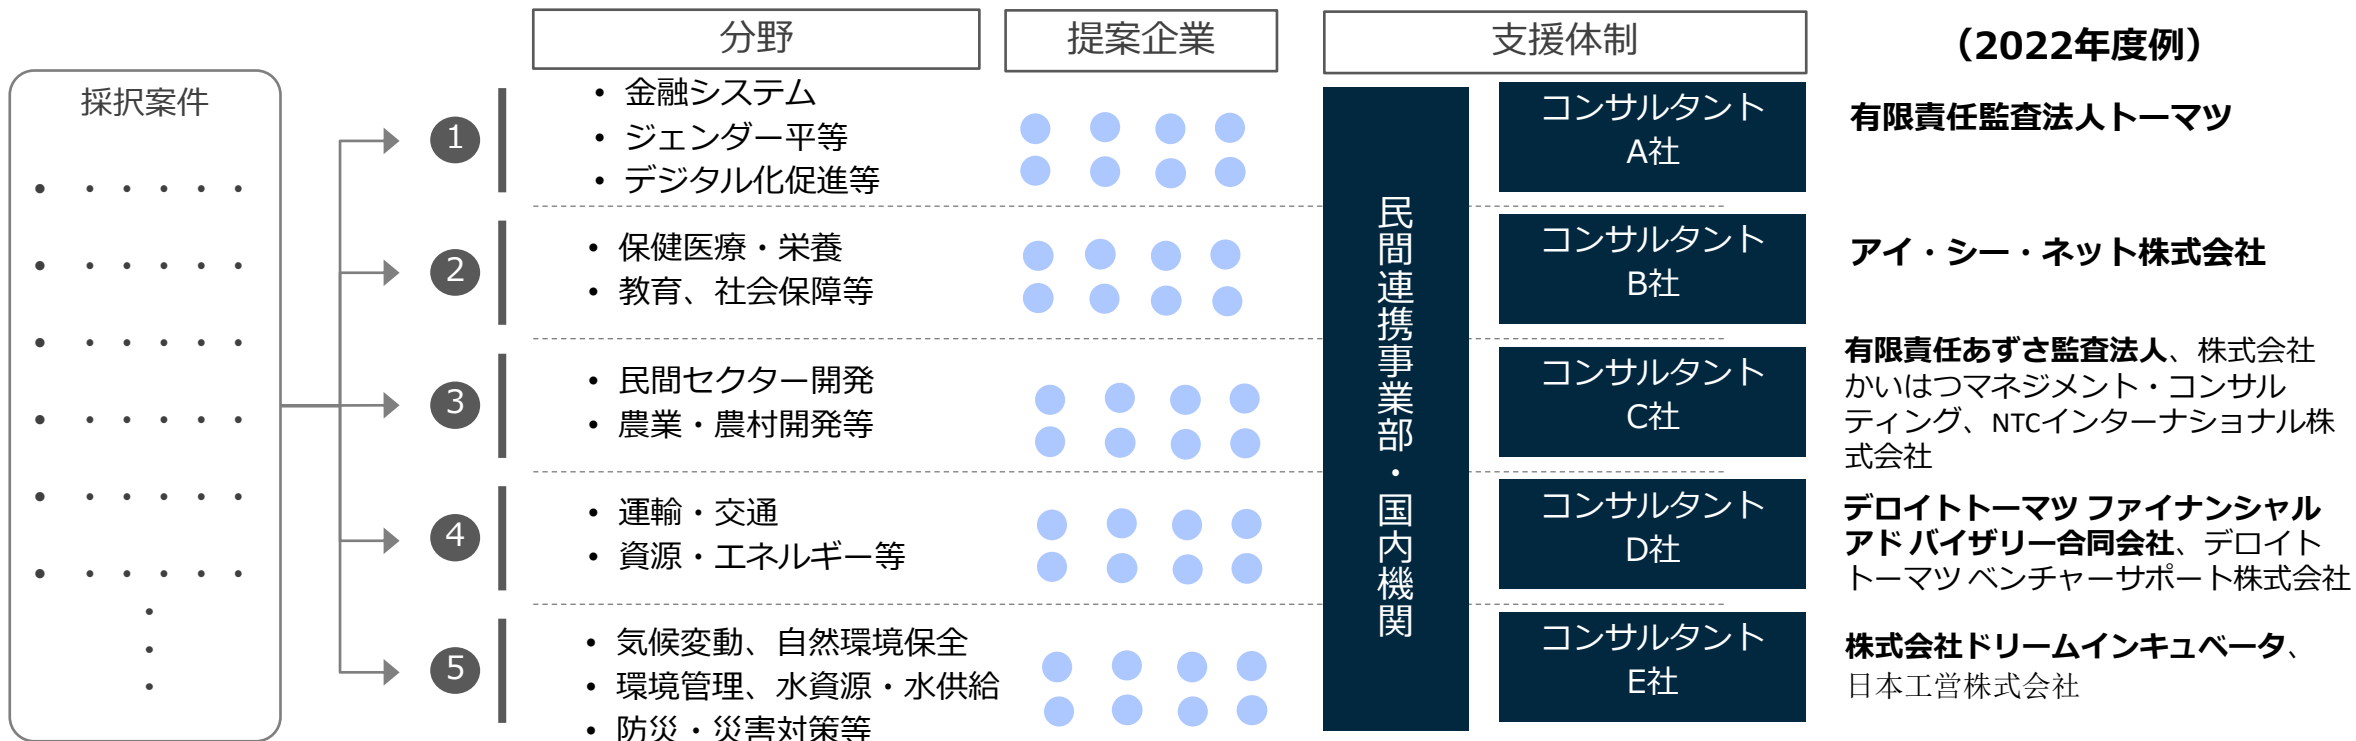 分野
提案企業
支援体制
（2022年度例）
採択案件
・ ・・・・・
・ ・・・・・
・ ・・・・・
・ ・・・・・
・ ・・・・・
・ ・・・・・
・
・
・
1
• 金融システム
• ジェンダー平等
• デジタル化促進等
民間連携事業部・国内機関
コンサルタント
A社
有限責任監査法人トーマツ
2
• 保健医療・栄養
• 教育、社会保障等
コンサルタント
B社
アイ・シー・ネット株式会社
3
• 民間セクター開発
• 農業・農村開発等
コンサルタント
C社
有限責任あずさ監査法人、株式会社
かいはつマネジメント・コンサル
ティング、NTCインターナショナル株
式会社
4
• 運輸・交通
• 資源・エネルギー等
コンサルタント
D社
デロイトトーマツ ファイナンシャル
アド バイザリー合同会社、デロイト
トーマツ ベンチャーサポート株式会社
5
• 気候変動、自然環境保全
• 環境管理、水資源・水供給
• 防災・災害対策等
コンサルタント
E社
株式会社ドリームインキュベータ、
日本工営株式会社